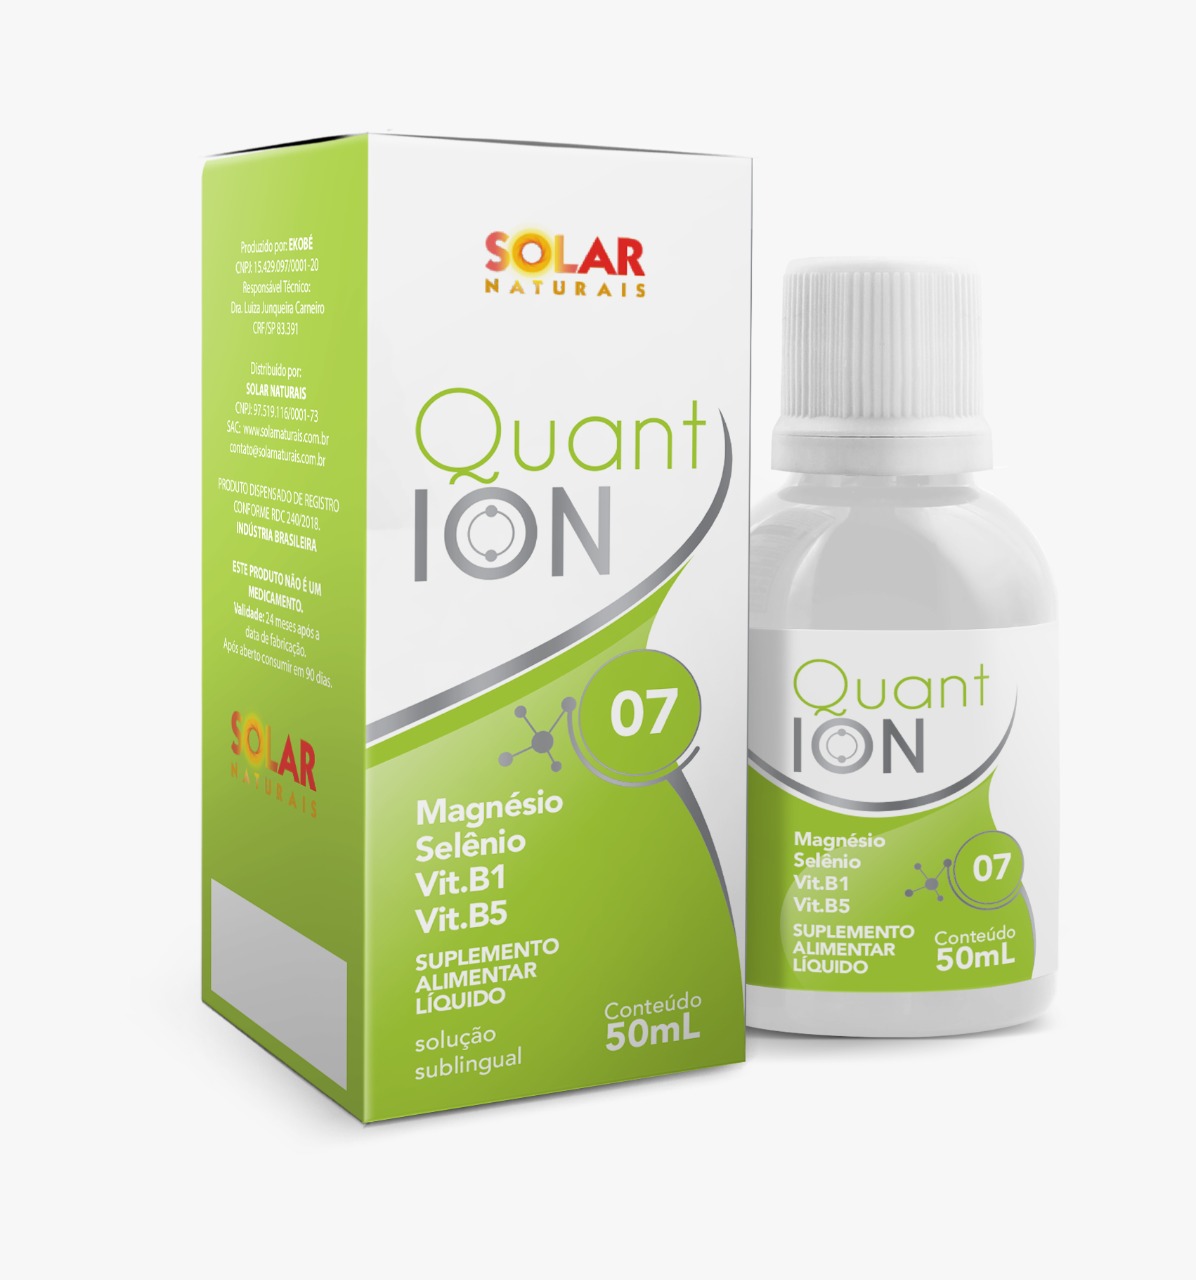 Produzido por: EKOBÉ
CNPJ: 15.429.097/0001-20
Responsável Técnico:
Dra. Luiza Junqueira Carneiro
CRF/SP 83.391
Distribuído por:
SOLAR NATURAIS
CNPJ: 97.519.116/0001-73
SAC: www.solarnaturais.com.br
contato@solarnaturais.com.br
PRODUTO DISPENSADO DE REGISTRO
CONFORME RDC 240/2018.
INDÚSTRIA BRASILEIRA
ESTE PRODUTO NÃO É UM
MEDICAMENTO.
Validade: 24 meses após a
data de fabricação.
Após aberto consumir em 90 dias.
SOLAR
NATURAIS
SOLAR
NATURAIS
Quant
ION
07
Magnésio
Selênio
Vit.B1
Vit.B5
SUPLEMENTO
ALIMENTAR
LÍQUIDO
solução
sublingual
Conteúdo
50mL
Quant
ION
Magnésio
Selênio
Vit.B1
Vit.B5
07
SUPLEMENTO
ALIMENTAR
LÍQUIDO
Conteúdo
50mL